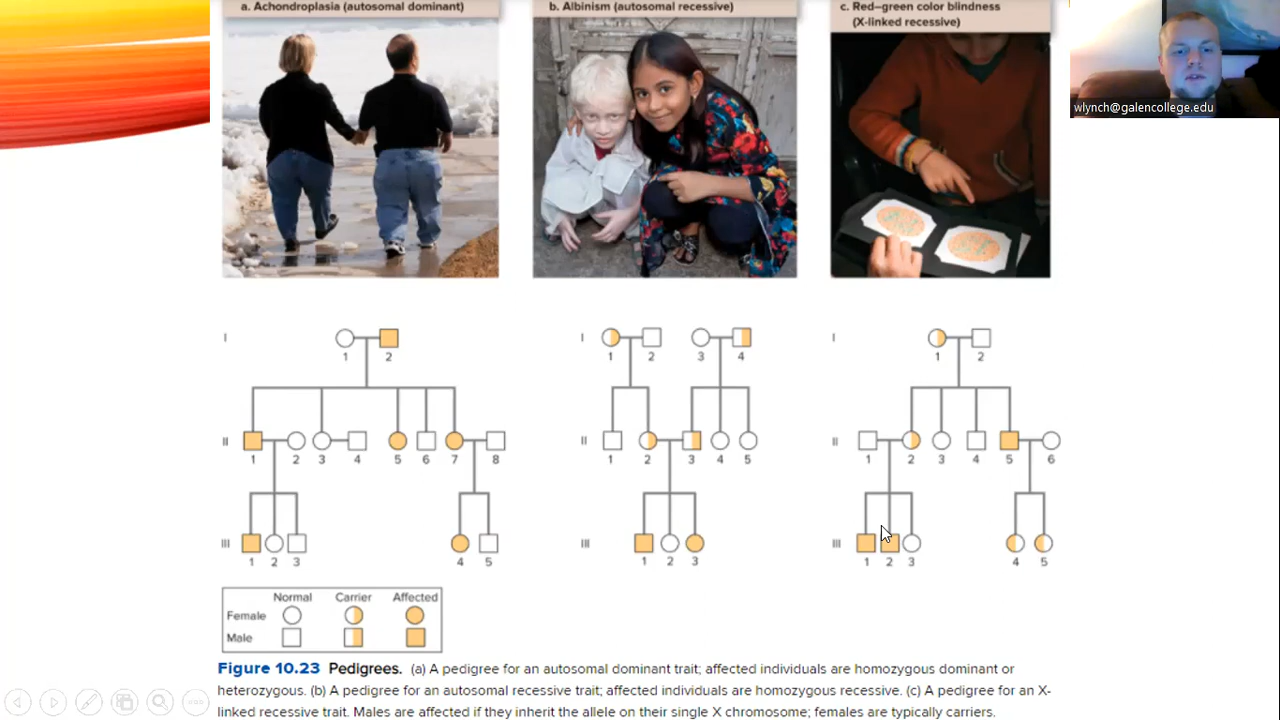 a. Achondroplasia (autosomal dominant)
b. Albinism (autosomal recessive)
c. Red–green color blindness
(X-linked recessive)
wlynch@galencollege.edu
I
1 2
II
1 2 3 4 5 6 7 8
III
1 2 3 4 5
I
1 2 3 4
II
1 2 3 4 5
III
1 2 3
I
1 2
II
1 2 3 4 5 6
III
1 2 3 4 5
Normal Carrier Affected
Female
Male
Figure 10.23 Pedigrees. (a) A pedigree for an autosomal dominant trait; affected individuals are homozygous dominant or
heterozygous. (b) A pedigree for an autosomal recessive trait; affected individuals are homozygous recessive. (c) A pedigree for an X-
linked recessive trait. Males are affected if they inherit the allele on their single X chromosome; females are typically carriers.